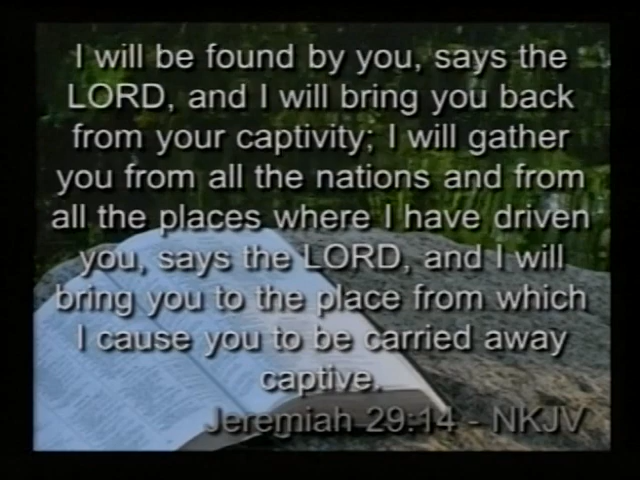 I will be found by you, says the
LORD, and I will bring you back
from your captivity; I will gather
you from all the nations and from
all the places where I have driven
you, says the LORD, and I will
bring you to the place from which
I cause you to be carried away
captive.
Jeremiah 29:14 - NKJV